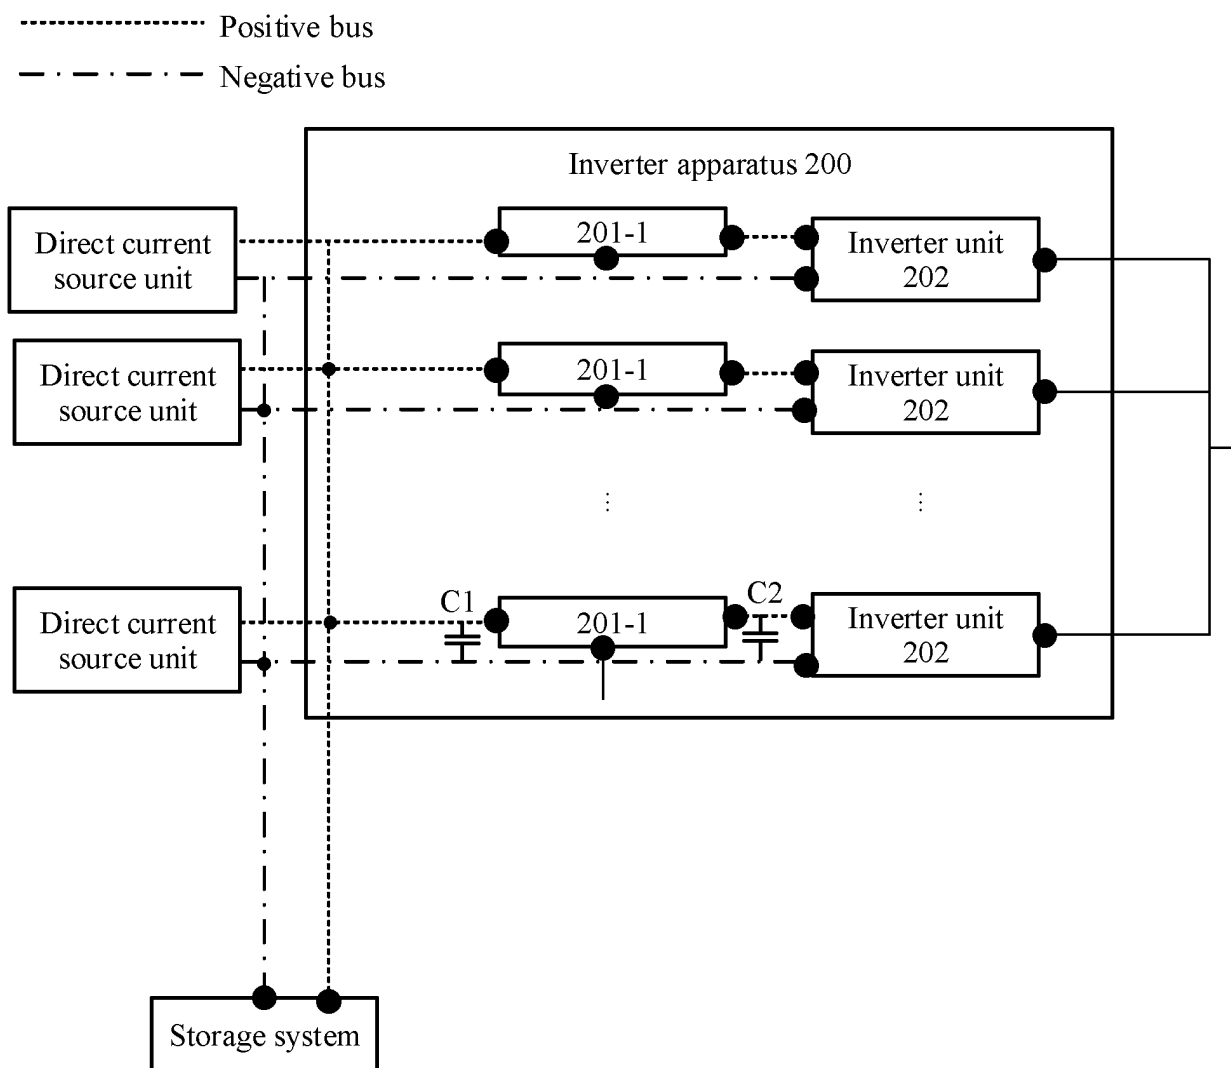 Positive bus
Negative bus
Inverter apparatus 200
Direct current
source unit
201-1
Inverter unit
202
Direct current
source unit
201-1
Inverter unit
202
Direct current
source unit
C1
201-1
C2
Inverter unit
202
Storage system